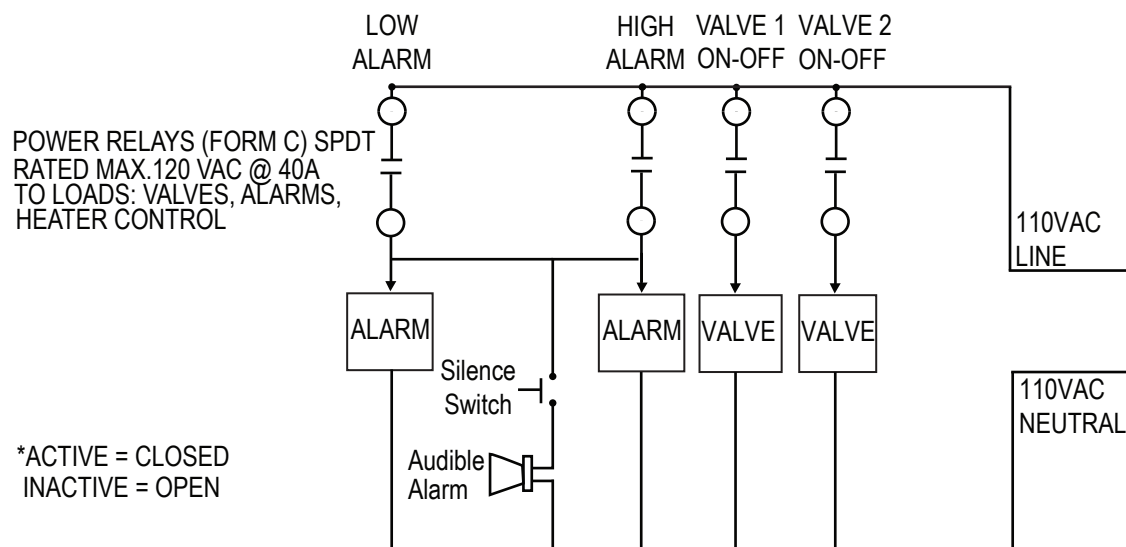 LOW
ALARM
HIGH
ALARM
VALVE 1
ON-OFF
VALVE 2
ON-OFF
POWER RELAYS (FORM C) SPDT
RATED MAX.120 VAC @ 40A
TO LOADS: VALVES, ALARMS,
HEATER CONTROL
110VAC
LINE
ALARM
ALARM
VALVE
VALVE
Silence
Switch
110VAC
NEUTRAL
*ACTIVE = CLOSED
INACTIVE = OPEN
Audible
Alarm